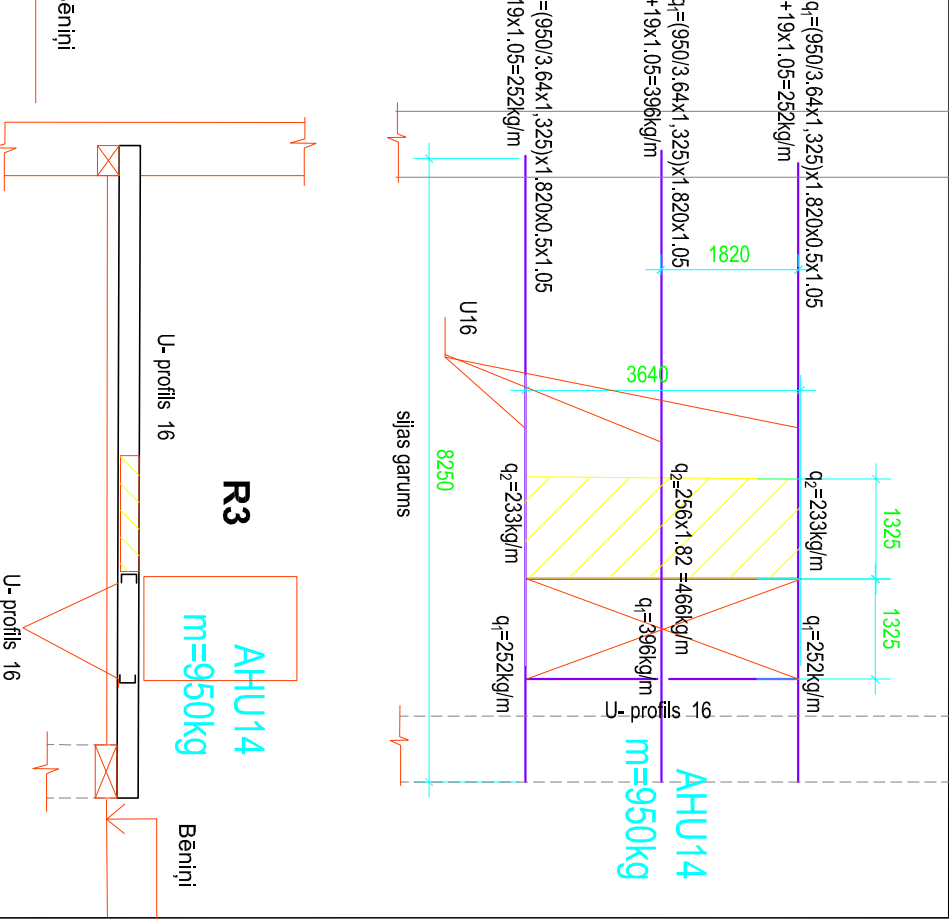 q₁=(950/3.64x1,325)x1.820x0.5x1.05
+19x1.05=252kg/m
q₁=(950/3.64x1,325)x1.820x1.05
+19x1.05=396kg/m
=(950/3.64x1,325)x1.820x0.5x1.05
19x1.05=252kg/m
1820
3640
8250
sijas garums
U16
1325
1325
q₂=233kg/m
q₂=256x1.82 =466kg/m
q₂=233kg/m
q₁=252kg/m
q₁=396kg/m
q₁=252kg/m
U- profils 16
AHU14
m=950kg
R3
U- profils 16
AHU14
m=950kg
U- profils 16
Bēniņi
ēniņi